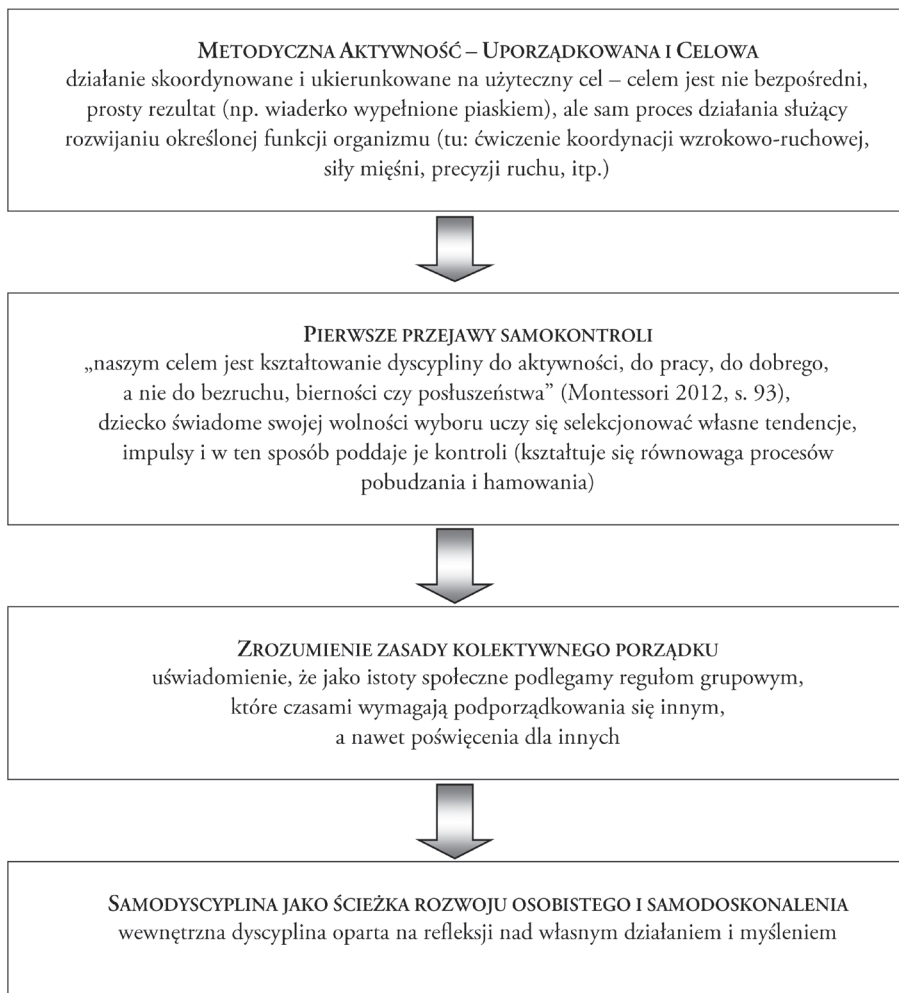 METODYCZNA AKTYWNOŚĆ – UPORZĄDKOWANA I CELOWA
działanie skoordynowane i ukierunkowane na użyteczny cel – celem jest nie bezpośredni,
prosty rezultat (np. wiaderko wypełnione piaskiem), ale sam proces działania służący
rozwijaniu określonej funkcji organizmu (tu: ćwiczenie koordynacji wzrokowo-ruchowej,
siły mięśni, precyzji ruchu, itp.)
PIERWSZE PRZEJAWY SAMOKONTROLI
„naszym celem jest kształtowanie dyscypliny do aktywności, do pracy, do dobrego,
a nie do bezruchu, bierności czy posłuszeństwa” (Montessori 2012, s. 93),
dziecko świadome swojej wolności wyboru uczy się selekcjonować własne tendencje,
impulsy i w ten sposób poddaje je kontroli (kształtuje się równowaga procesów
pobudzania i hamowania)
ZROZUMIENIE ZASADY KOLEKTYWNEGO PORZĄDKU
uświadomienie, że jako istoty społeczne podlegamy regułom grupowym,
które czasami wymagają podporządkowania się innym,
a nawet poświęcenia dla innych
SAMODYSCYPLINA JAKO ŚCIEŻKA ROZWOJU OSOBISTEGO I SAMODOSKONALENIA
wewnętrzna dyscyplina oparta na refleksji nad własnym działaniem i myśleniem